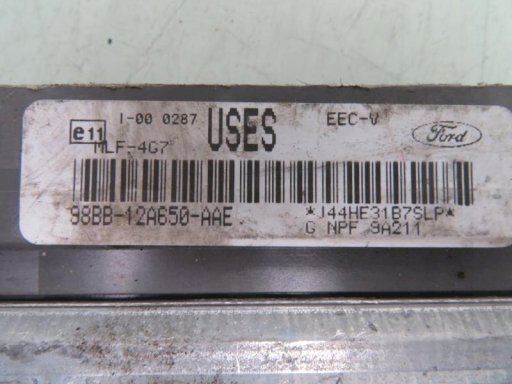 e11 1-00 0287 USES EEC-V Ford
MLF-4G7
98BB-12A650-AAE *J44HE31B7SLP*
G NPF 9A211